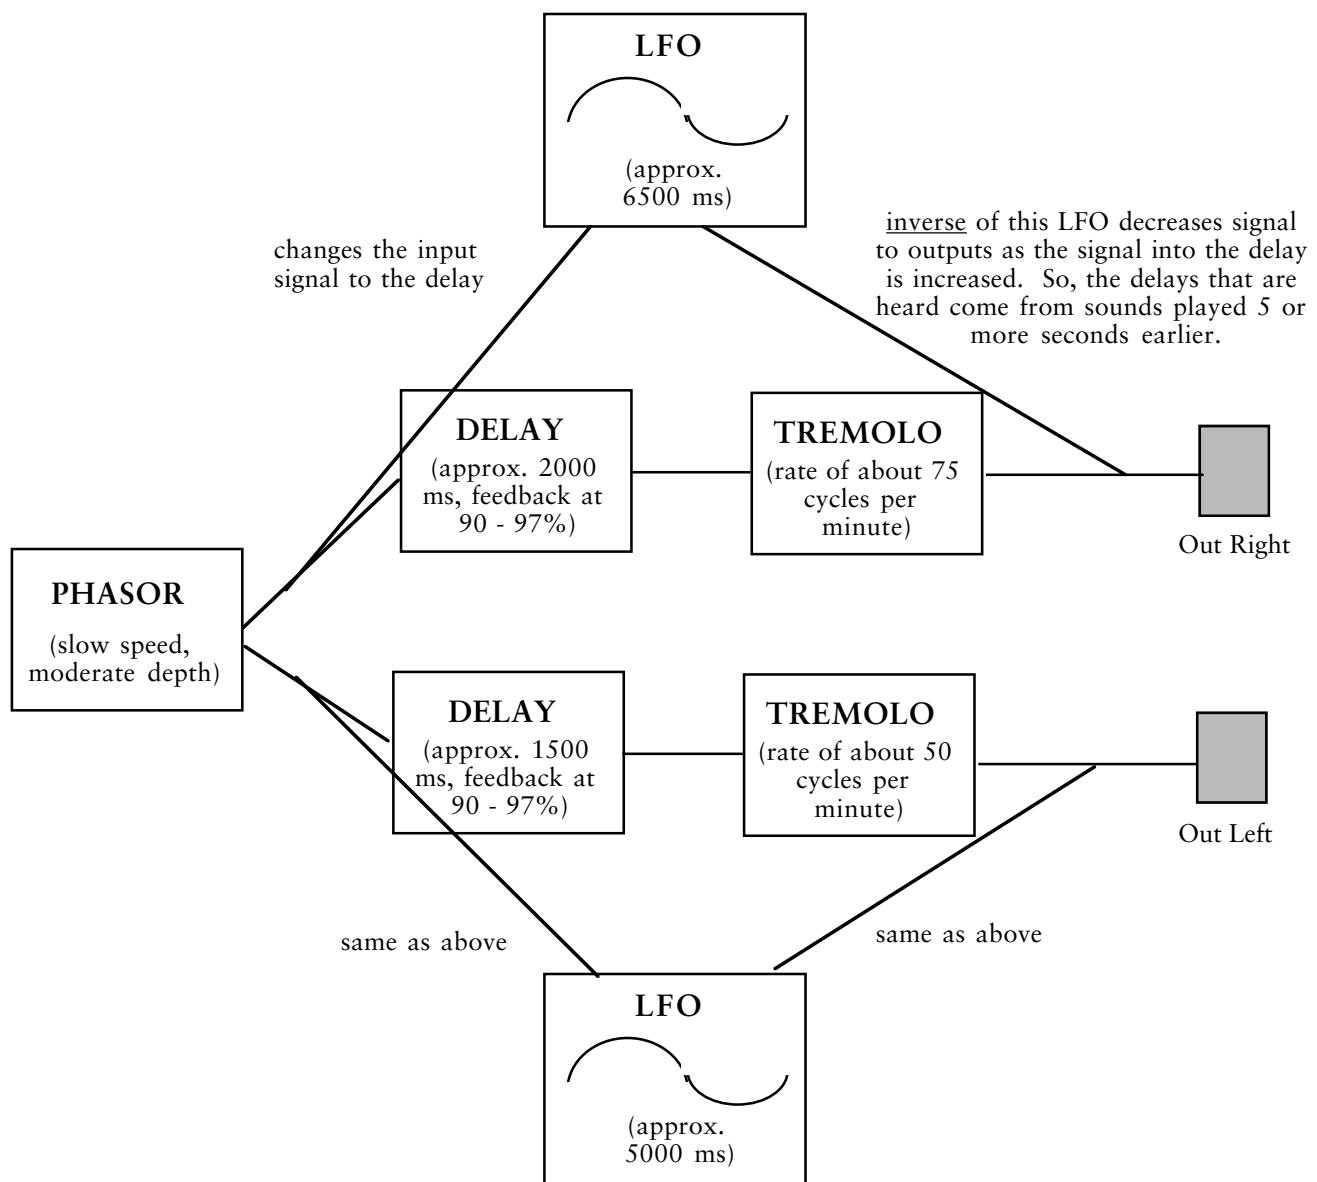 LFO
(approx.
6500 ms)
changes the input
signal to the delay
inverse of this LFO decreases signal
to outputs as the signal into the delay
is increased. So, the delays that are
heard come from sounds played 5 or
more seconds earlier.
DELAY
(approx. 2000
ms, feedback at
90 - 97%)
TREMOLO
(rate of about 75
cycles per
minute)
Out Right
PHASOR
(slow speed,
moderate depth)
DELAY
(approx. 1500
ms, feedback at
90 - 97%)
TREMOLO
(rate of about 50
cycles per
minute)
Out Left
same as above
same as above
LFO
(approx.
5000 ms)